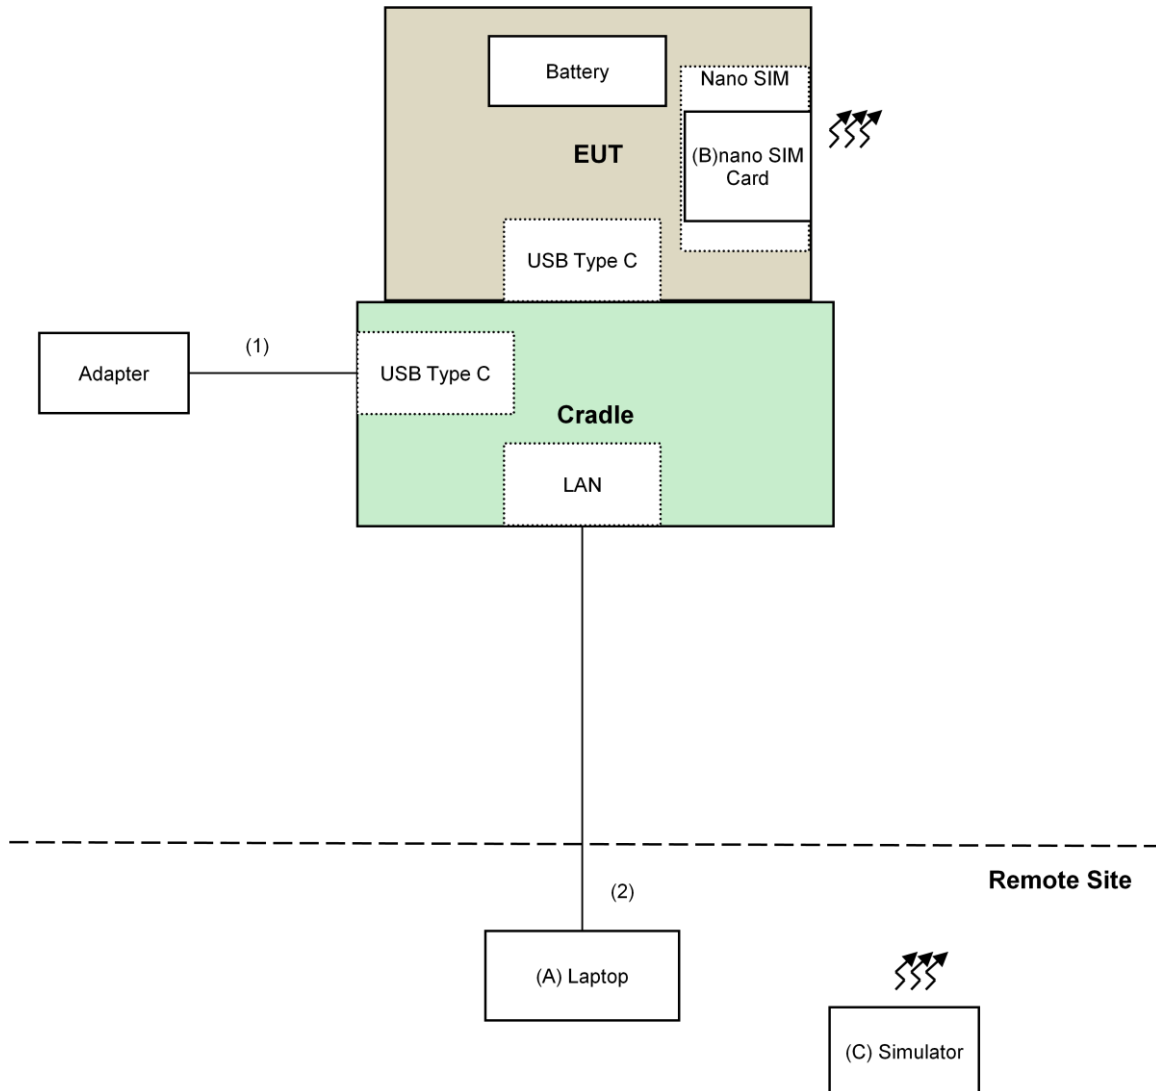 Battery
Nano SIM
(B)nano SIM
Card
EUT
USB Type C
(1)
Adapter
USB Type C
Cradle
LAN
Remote Site
(2)
(A) Laptop
(C) Simulator